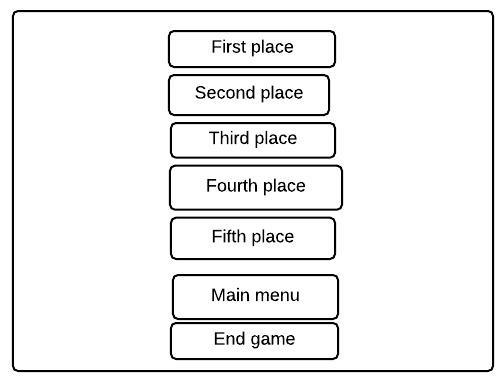 First place
Second place
Third place
Fourth place
Fifth place
Main menu
End game